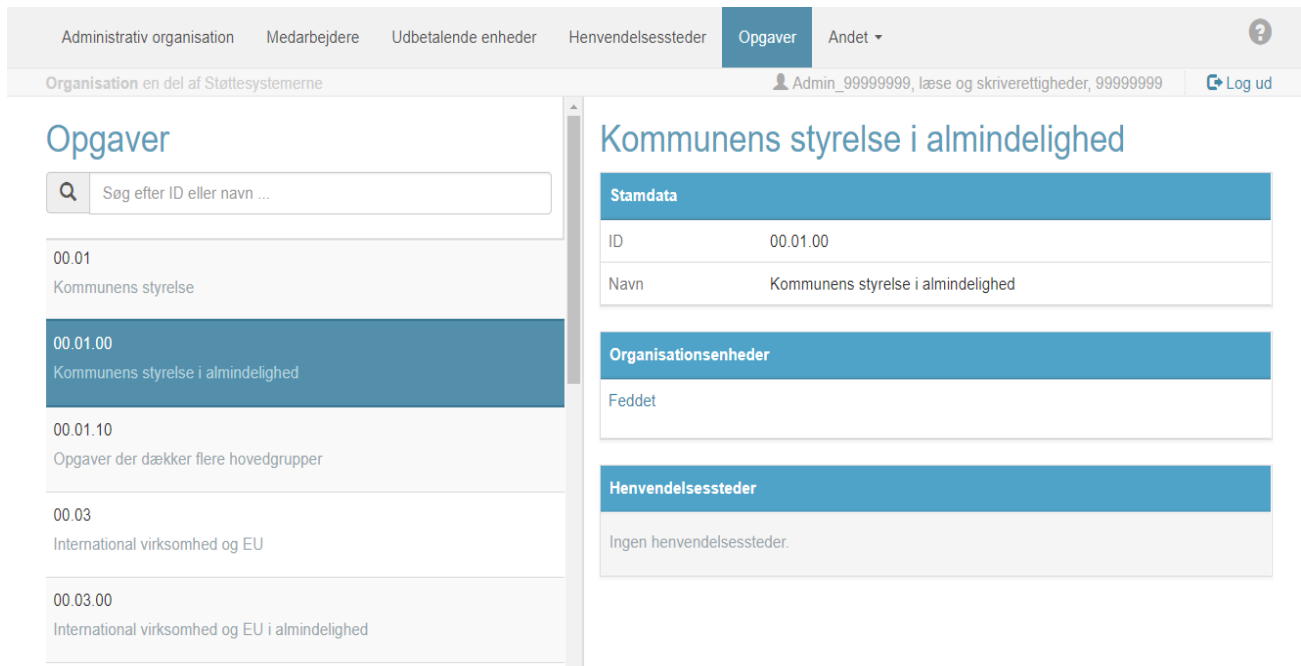 Administrativ organisation Medarbejdere Udbetalende enheder Henvendelsessteder Opgaver Andet
Organisation en del af Støttesystemerne Admin_99999999, læse og skriverettigheder, 99999999 Log ud
Opgaver
Søg efter ID eller navn ...
00.01
Kommunens styrelse
00.01.00
Kommunens styrelse i almindelighed
00.01.10
Opgaver der dækker flere hovedgrupper
00.03
International virksomhed og EU
00.03.00
International virksomhed og EU i almindelighed
Kommunens styrelse i almindelighed
Stamdata
ID 00.01.00
Navn Kommunens styrelse i almindelighed
Organisationsenheder
Feddet
Henvendelsessteder
Ingen henvendelsessteder.